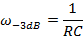 ω₋₃dB = 1/RC